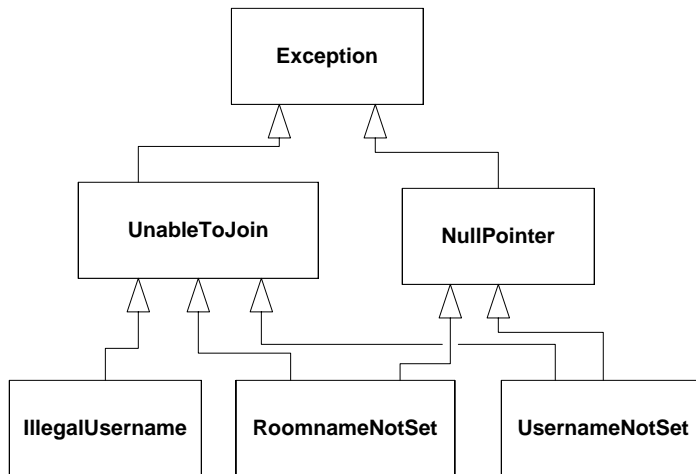 Exception
UnableToJoin
NullPointer
IllegalUsername
RoomnameNotSet
UsernameNotSet